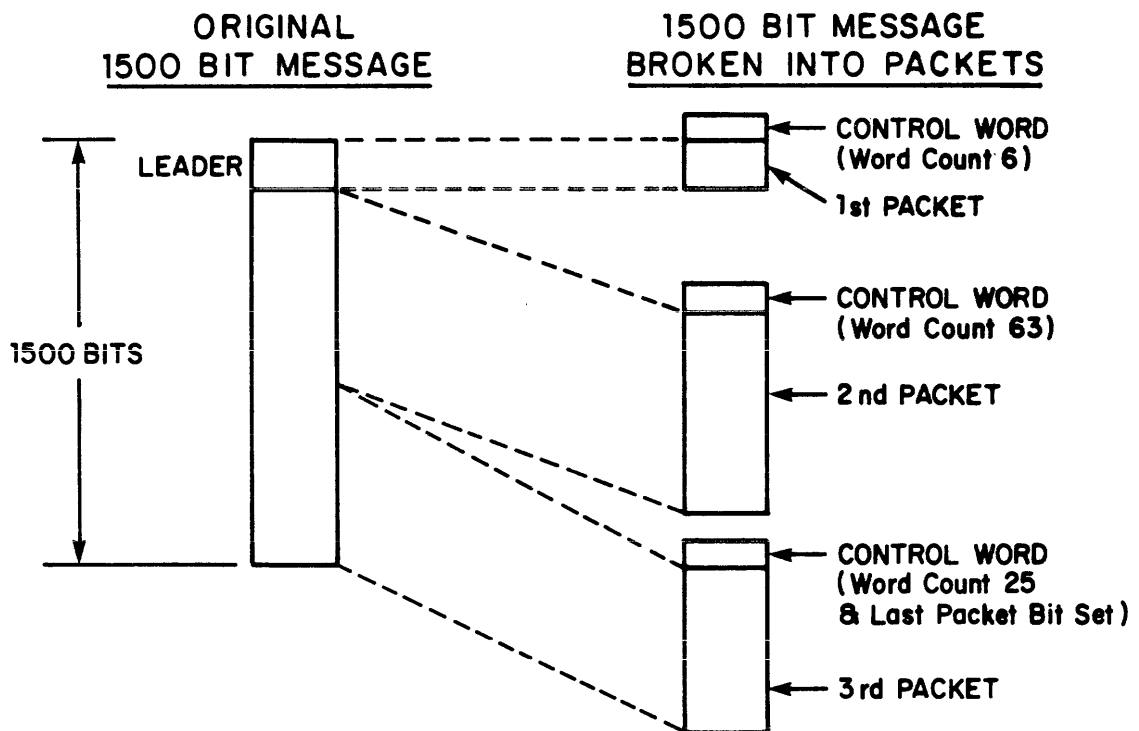 ORIGINAL
1500 BIT MESSAGE
1500 BIT MESSAGE
BROKEN INTO PACKETS
LEADER
1500 BITS
CONTROL WORD
(Word Count 6)
1st PACKET
CONTROL WORD
(Word Count 63)
2nd PACKET
CONTROL WORD
(Word Count 25
& Last Packet Bit Set)
3rd PACKET